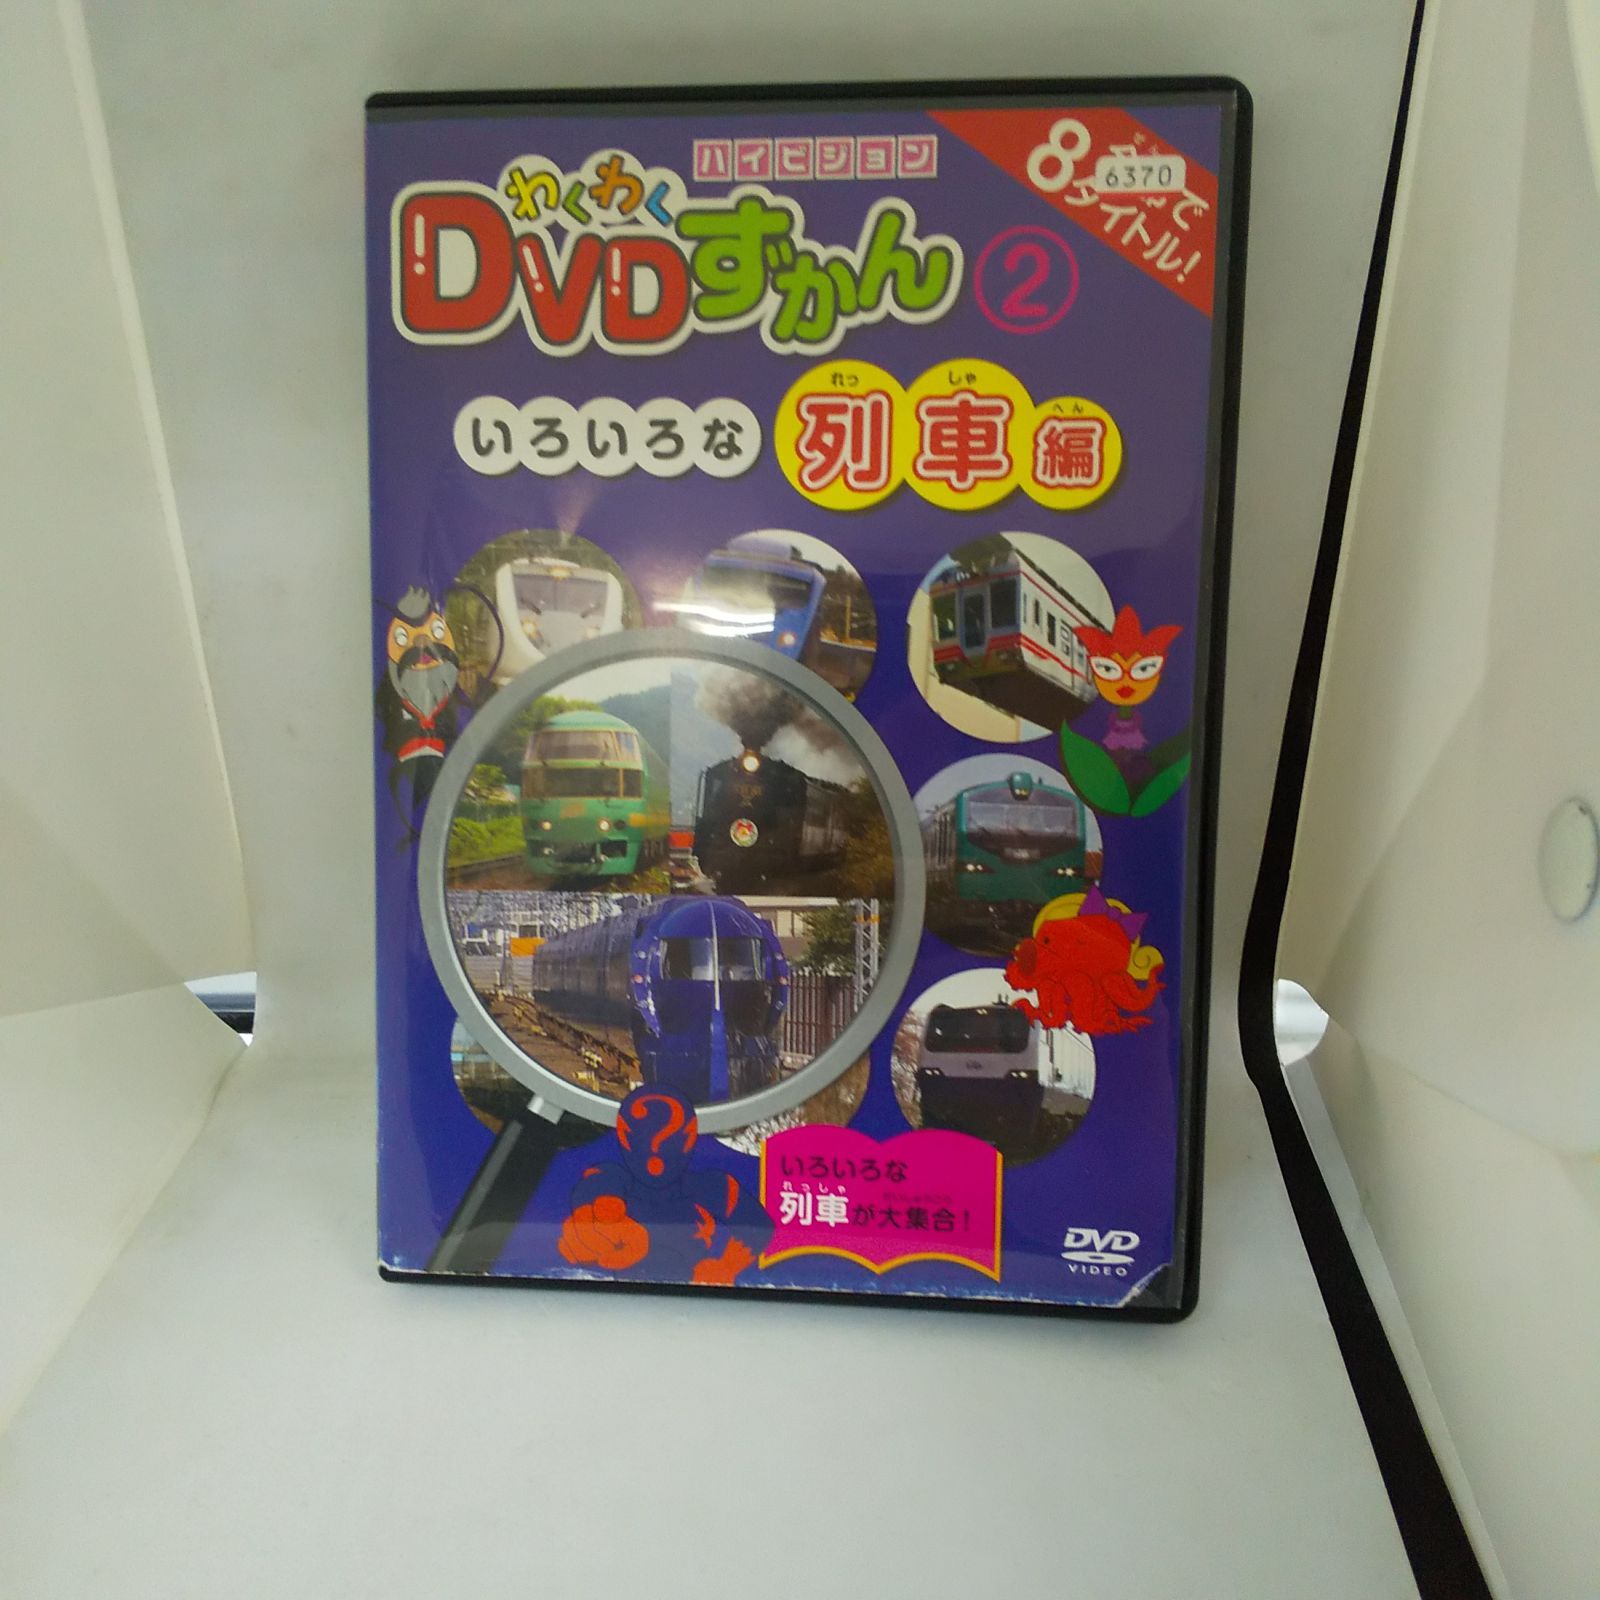 ハイビジョン
わくわく
DVDずかん②
8
6370
で
タイトル!
いろいろな列車編
れっ しゃ へん
?
いろいろな
れっしゃ
列車が大集合!
DVD
VIDEO